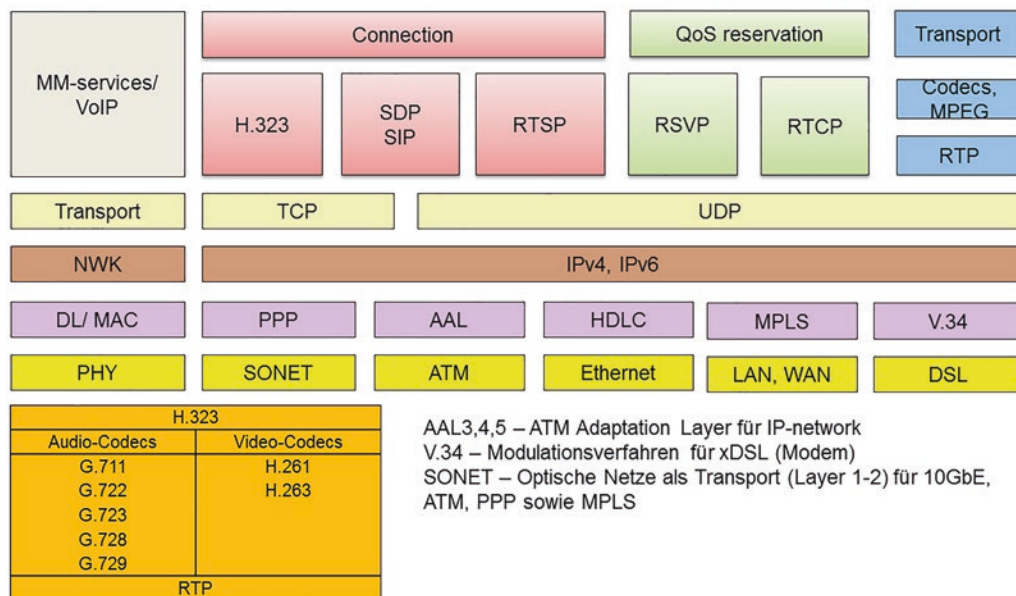 MM-services/
VoIP
Connection
QoS reservation
Transport
H.323
SDP
SIP
RTSP
RSVP
RTCP
Codecs,
MPEG
RTP
Transport
TCP
UDP
NWK
IPv4, IPv6
DL/ MAC
PPP
AAL
HDLC
MPLS
V.34
PHY
SONET
ATM
Ethernet
LAN, WAN
DSL
H.323
Audio-Codecs
Video-Codecs
G.711
H.261
G.722
H.263
G.723
G.728
G.729
RTP
AAL3,4,5 – ATM Adaptation Layer für IP-network
V.34 – Modulationsverfahren für xDSL (Modem)
SONET – Optische Netze als Transport (Layer 1-2) für 10GbE,
ATM, PPP sowie MPLS